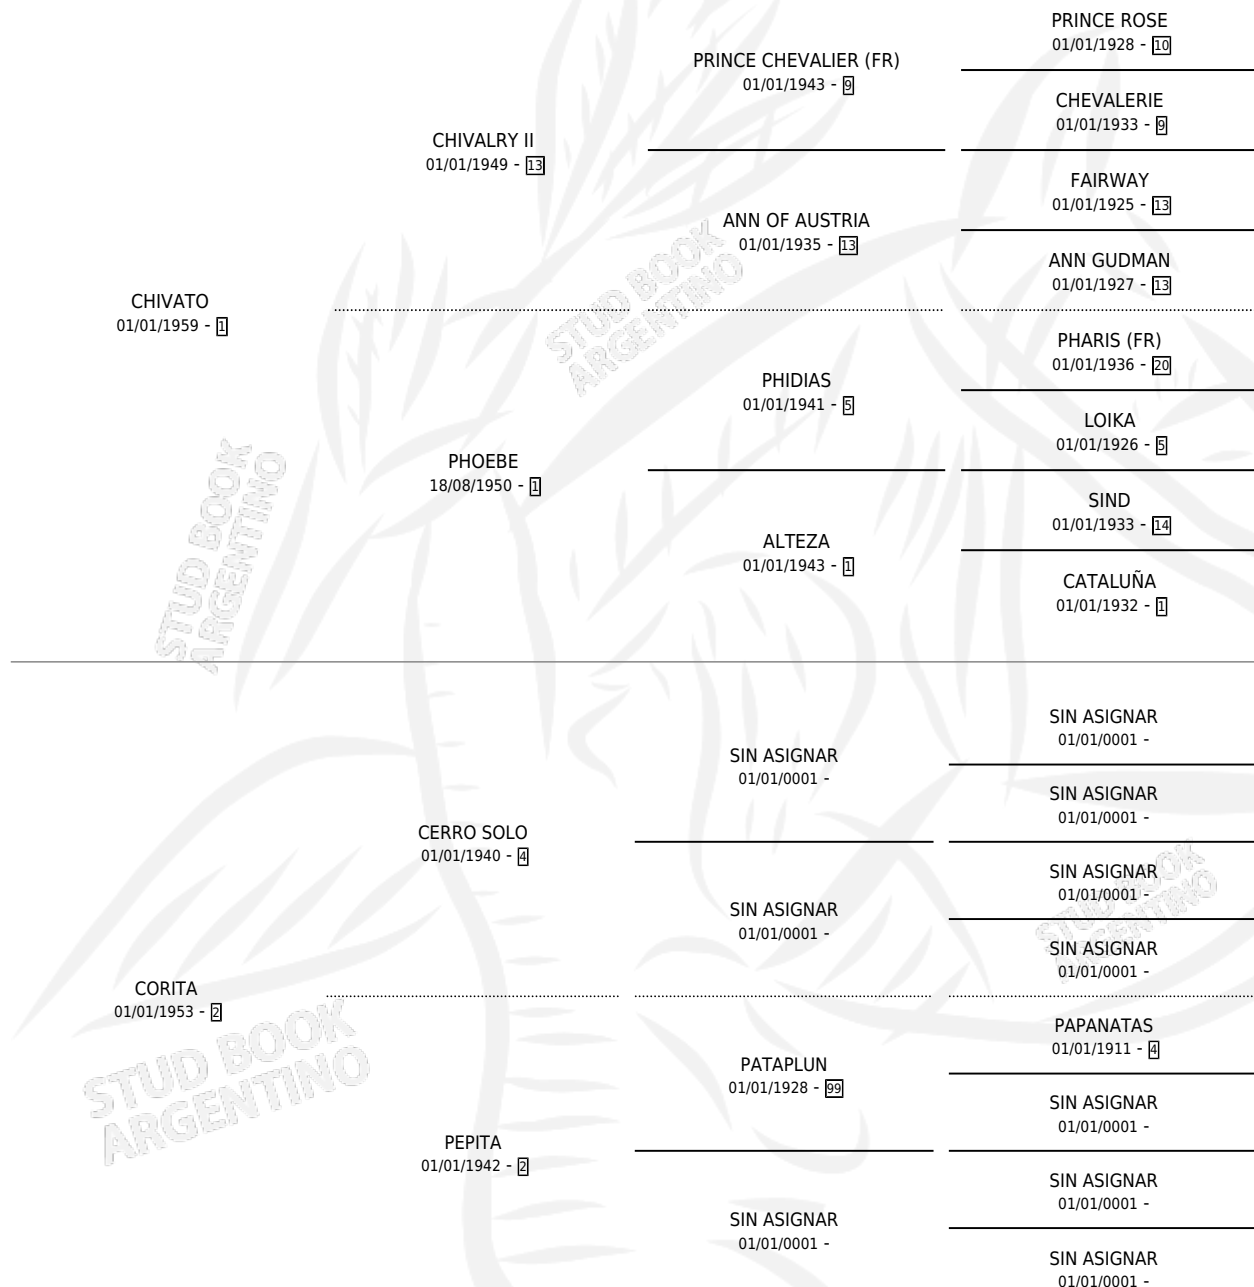 PRINCE ROSE
01/01/1928 - 10
PRINCE CHEVALIER (FR)
01/01/1943 - 9
CHEVALERIE
01/01/1933 - 9
CHIVALRY II
01/01/1949 - 13
FAIRWAY
01/01/1925 - 13
ANN OF AUSTRIA
01/01/1935 - 13
ANN GUDMAN
01/01/1927 - 13
CHIVATO
01/01/1959 - 1
PHARIS (FR)
01/01/1936 - 20
PHIDIAS
01/01/1941 - 5
LOIKA
01/01/1926 - 5
PHOEBE
18/08/1950 - 1
SIND
01/01/1933 - 14
ALTEZA
01/01/1943 - 1
CATALUÑA
01/01/1932 - 1
SIN ASIGNAR
01/01/0001 -
SIN ASIGNAR
01/01/0001 -
SIN ASIGNAR
01/01/0001 -
CERRO SOLO
01/01/1940 - 4
SIN ASIGNAR
01/01/0001 -
SIN ASIGNAR
01/01/0001 -
SIN ASIGNAR
01/01/0001 -
CORITA
01/01/1953 - 2
PAPANATAS
01/01/1911 - 4
PATAPLUN
01/01/1928 - 99
SIN ASIGNAR
01/01/0001 -
PEPITA
01/01/1942 - 2
SIN ASIGNAR
01/01/0001 -
SIN ASIGNAR
01/01/0001 -
SIN ASIGNAR
01/01/0001 -
STUD BOOK
ARGENTINO
STUD BOOK
ARGENTINO
STUD BOOK
ARGENTINO
STUD BOOK
ARGENTINO